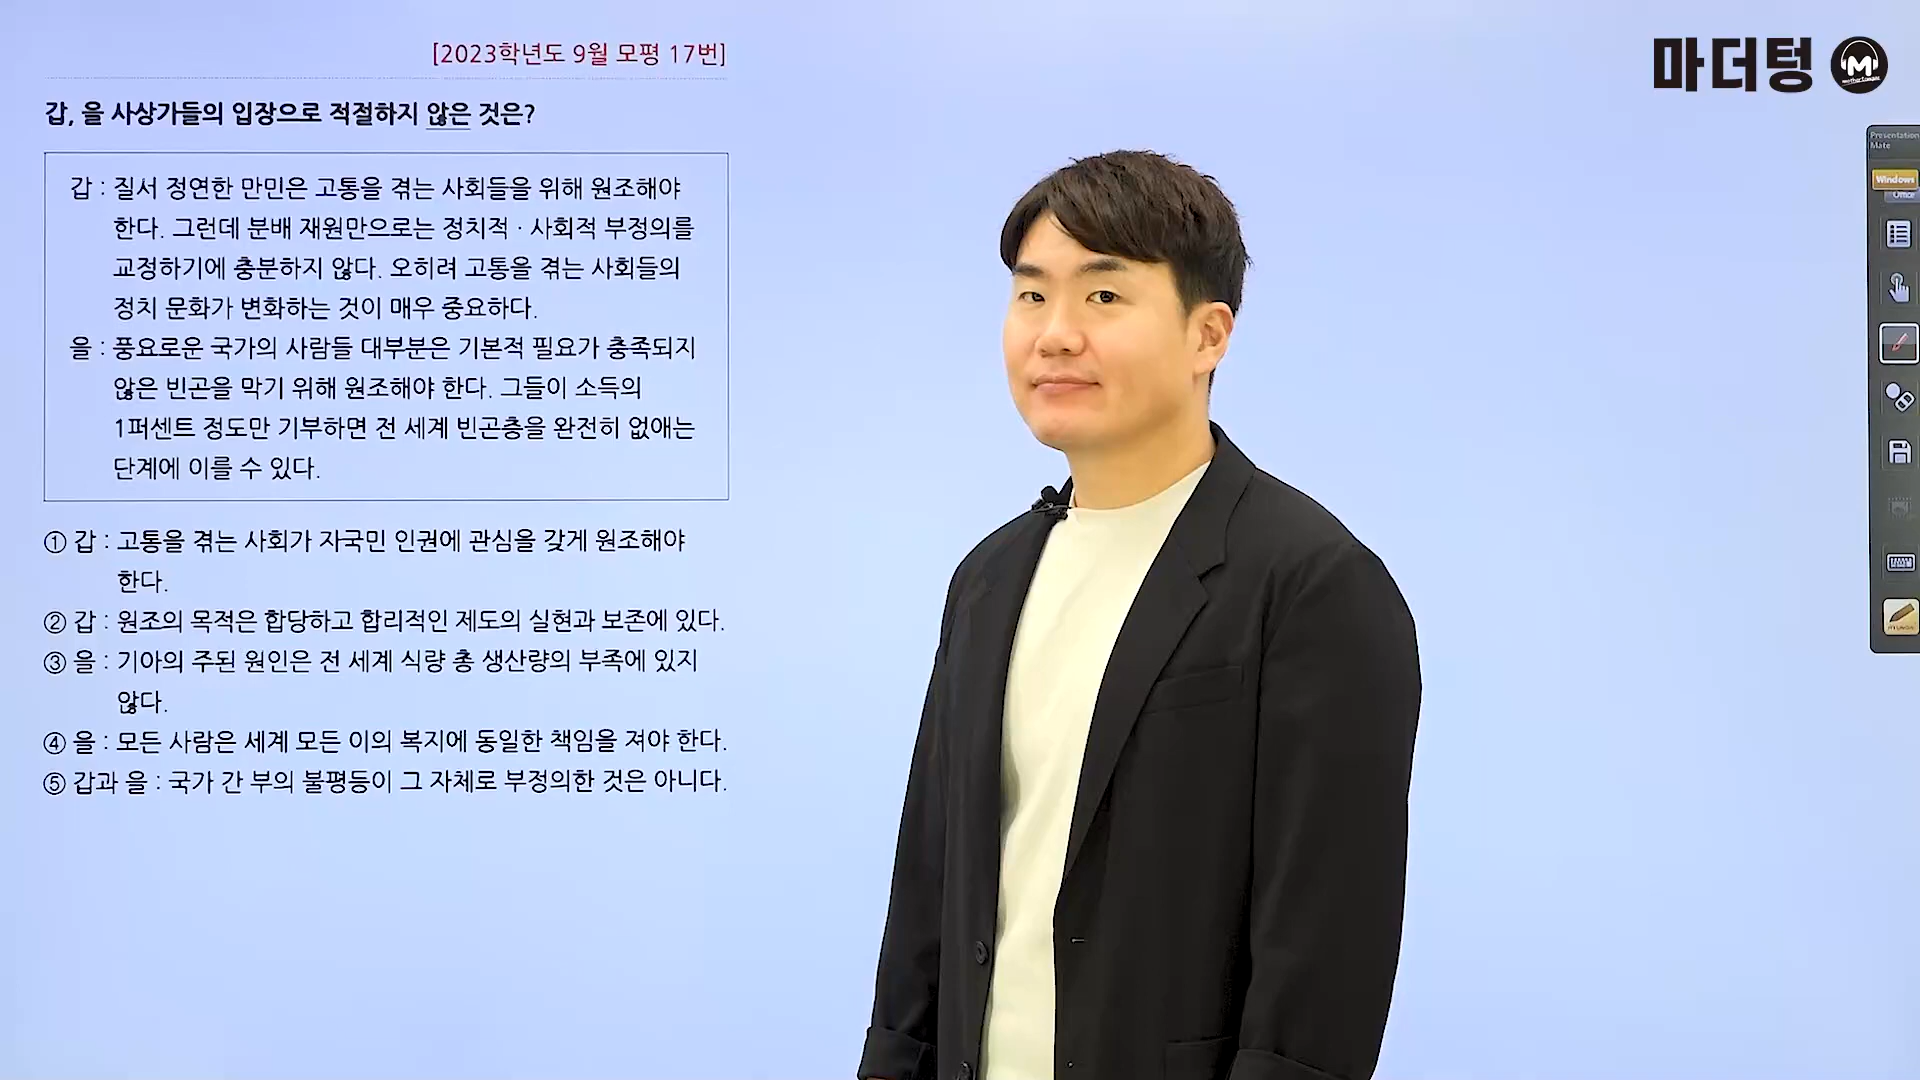 [2023학년도 9월 모평 17번]
마더텅
M
갑, 을 사상가들의 입장으로 적절하지 않은 것은?
갑 : 질서 정연한 만민은 고통을 겪는 사회들을 위해 원조해야
한다. 그런데 분배 재원만으로는 정치적 · 사회적 부정의를
교정하기에 충분하지 않다. 오히려 고통을 겪는 사회들의
정치 문화가 변화하는 것이 매우 중요하다.
을 : 풍요로운 국가의 사람들 대부분은 기본적 필요가 충족되지
않은 빈곤을 막기 위해 원조해야 한다. 그들이 소득의
1퍼센트 정도만 기부하면 전 세계 빈곤층을 완전히 없애는
단계에 이를 수 있다.
① 갑 : 고통을 겪는 사회가 자국민 인권에 관심을 갖게 원조해야
한다.
② 갑 : 원조의 목적은 합당하고 합리적인 제도의 실현과 보존에 있다.
③ 을 : 기아의 주된 원인은 전 세계 식량 총 생산량의 부족에 있지
않다.
④ 을 : 모든 사람은 세계 모든 이의 복지에 동일한 책임을 져야 한다.
⑤ 갑과 을 : 국가 간 부의 불평등이 그 자체로 부정의한 것은 아니다.
Presentation
Mate
Windows
Office